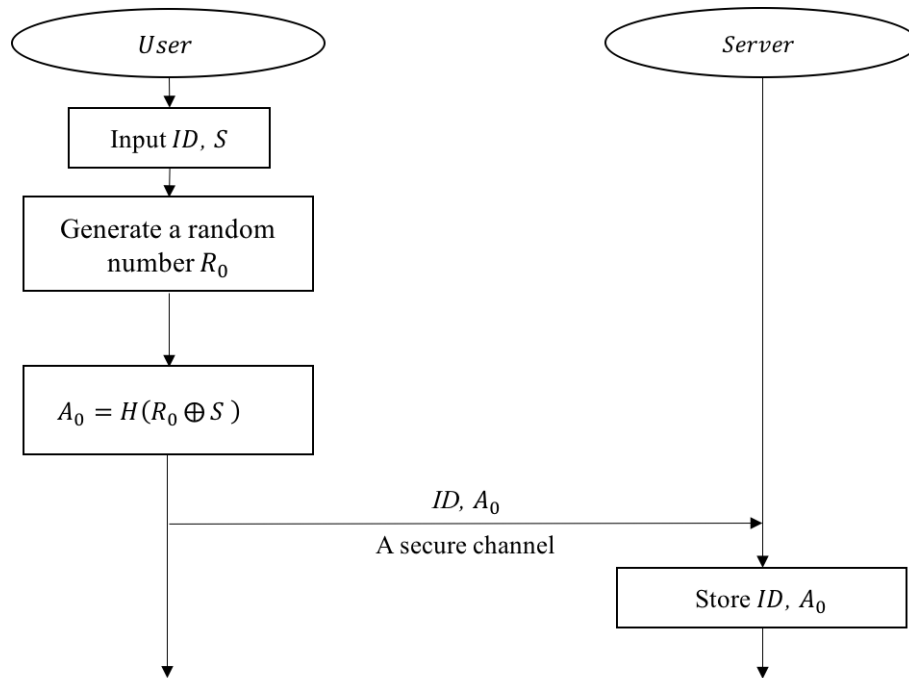 User
Server
Input ID, S
Generate a random
number R₀
A₀ = H(R₀ ⊕ S)
ID, A₀
A secure channel
Store ID, A₀